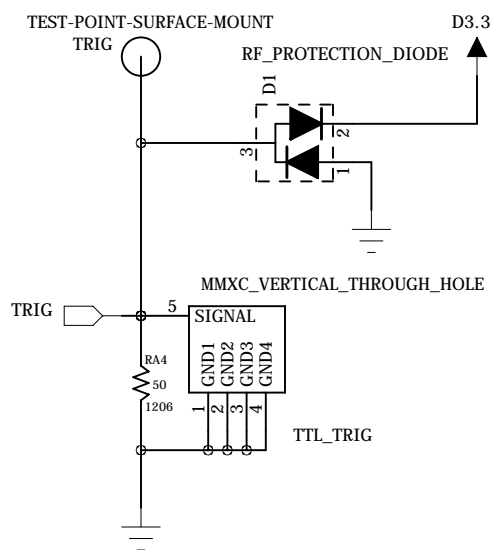 TEST-POINT-SURFACE-MOUNT
TRIG
D3.3
RF_PROTECTION_DIODE
D1
3
2
1
MMXC_VERTICAL_THROUGH_HOLE
TRIG
5
SIGNAL
GND1
GND2
GND3
GND4
RA4
50
1206
1
2
3
4
TTL_TRIG